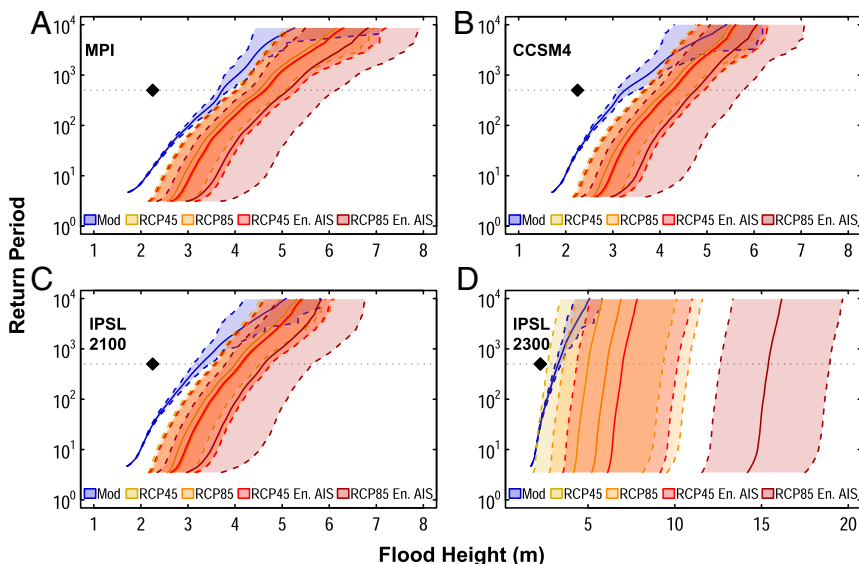 A
MPI
10^4
10^3
10^2
10^1
10^0
Mod RCP45 RCP85 RCP45 En. AIS RCP85 En. AIS
1 2 3 4 5 6 7 8
B
CCSM4
10^4
10^3
10^2
10^1
10^0
Mod RCP45 RCP85 RCP45 En. AIS RCP85 En. AIS
1 2 3 4 5 6 7 8
Return Period
C
IPSL
2100
10^4
10^3
10^2
10^1
10^0
Mod RCP45 RCP85 RCP45 En. AIS RCP85 En. AIS
1 2 3 4 5 6 7 8
D
IPSL
2300
10^4
10^3
10^2
10^1
10^0
Mod RCP45 RCP85 RCP45 En. AIS RCP85 En. AIS
5 10 15 20
Flood Height (m)